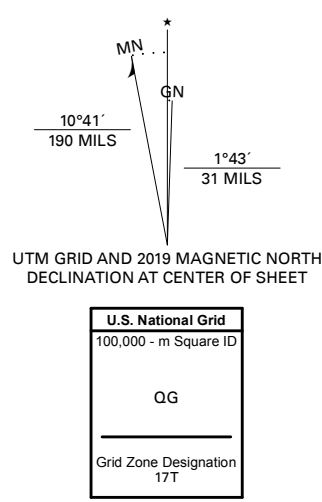 MN
GN
10°41´
190 MILS
1°43´
31 MILS
UTM GRID AND 2019 MAGNETIC NORTH
DECLINATION AT CENTER OF SHEET
U.S. National Grid
100,000 - m Square ID
QG
Grid Zone Designation
17T